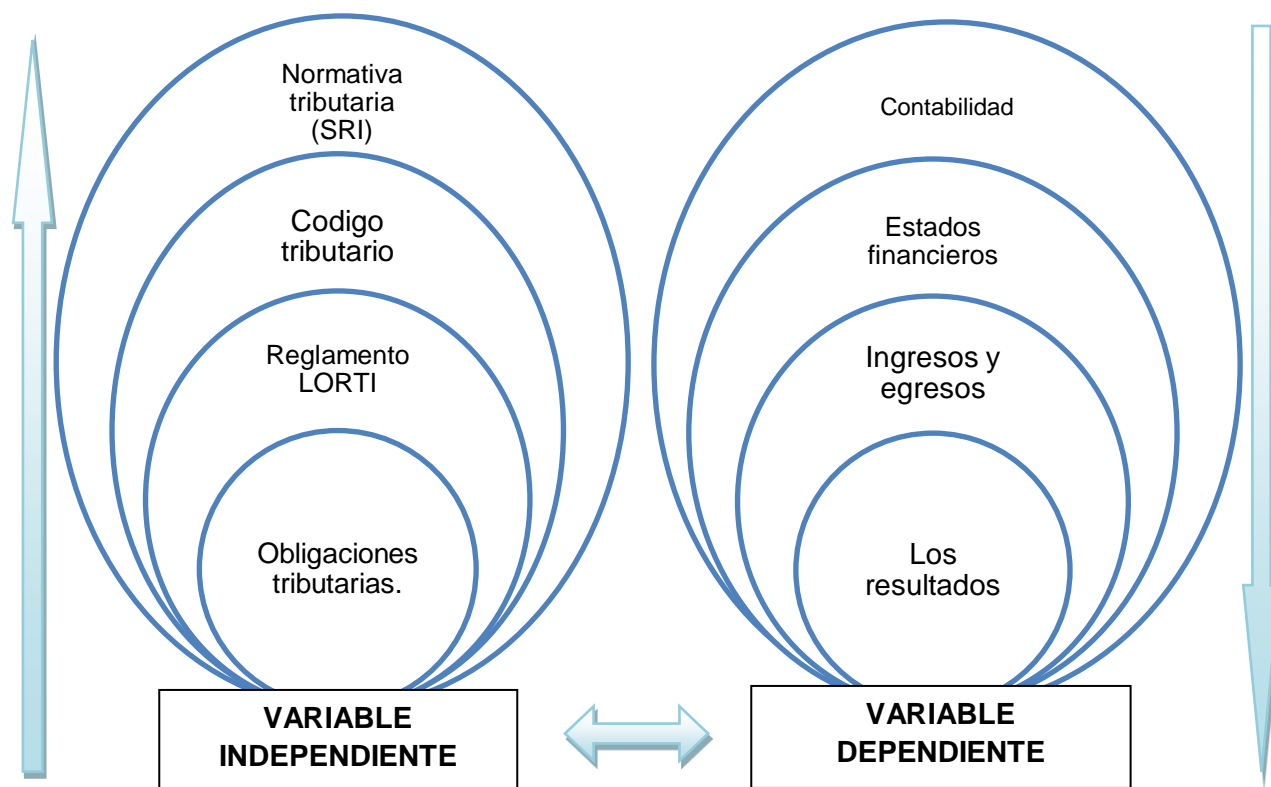 Normativa
tributaria
(SRI)
Codigo
tributario
Reglamento
LORTI
Obligaciones
tributarias.
VARIABLE
INDEPENDIENTE
Contabilidad
Estados
financieros
Ingresos y
egresos
Los
resultados
VARIABLE
DEPENDIENTE